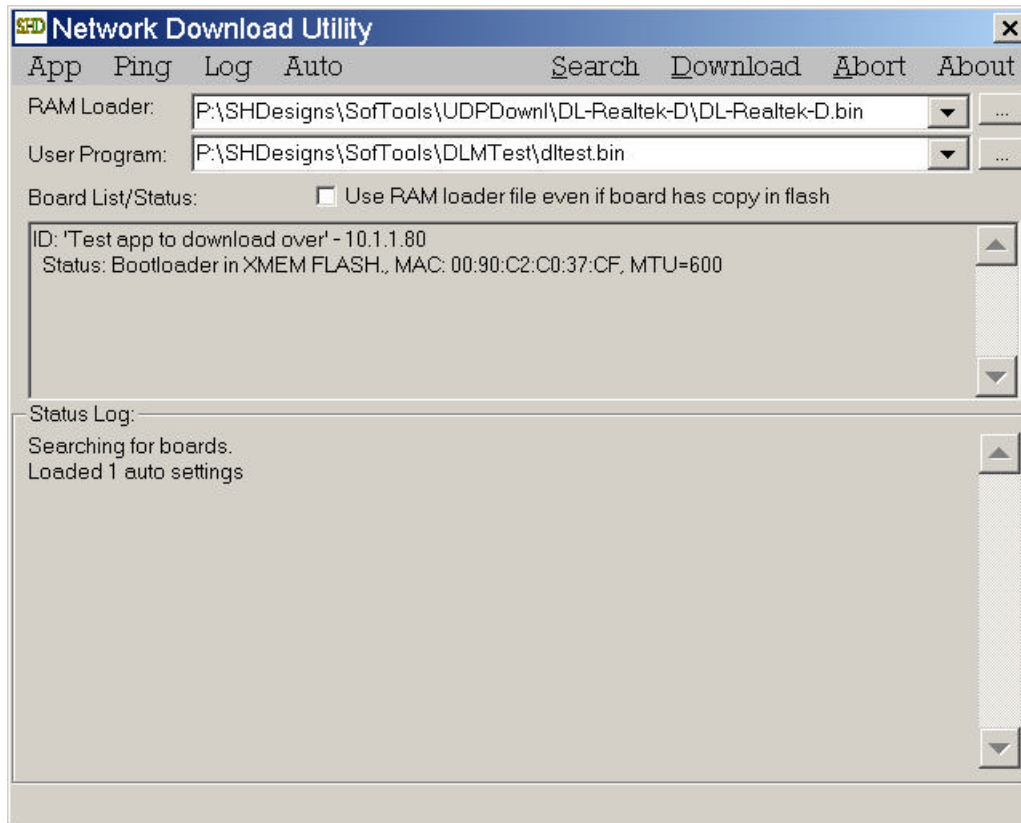 SHD Network Download Utility
App Ping Log Auto Search Download Abort About
RAM Loader: P:\SHDesigns\SofTools\UDPDownl\DL-Realtek-D\DL-Realtek-D.bin ...
User Program: P:\SHDesigns\SofTools\DLMTest\dltest.bin ...
Board List/Status: Use RAM loader file even if board has copy in flash
ID: 'Test app to download over' - 10.1.1.80
Status: Bootloader in XMEM FLASH., MAC: 00:90:C2:C0:37:CF, MTU=600
Status Log:
Searching for boards.
Loaded 1 auto settings